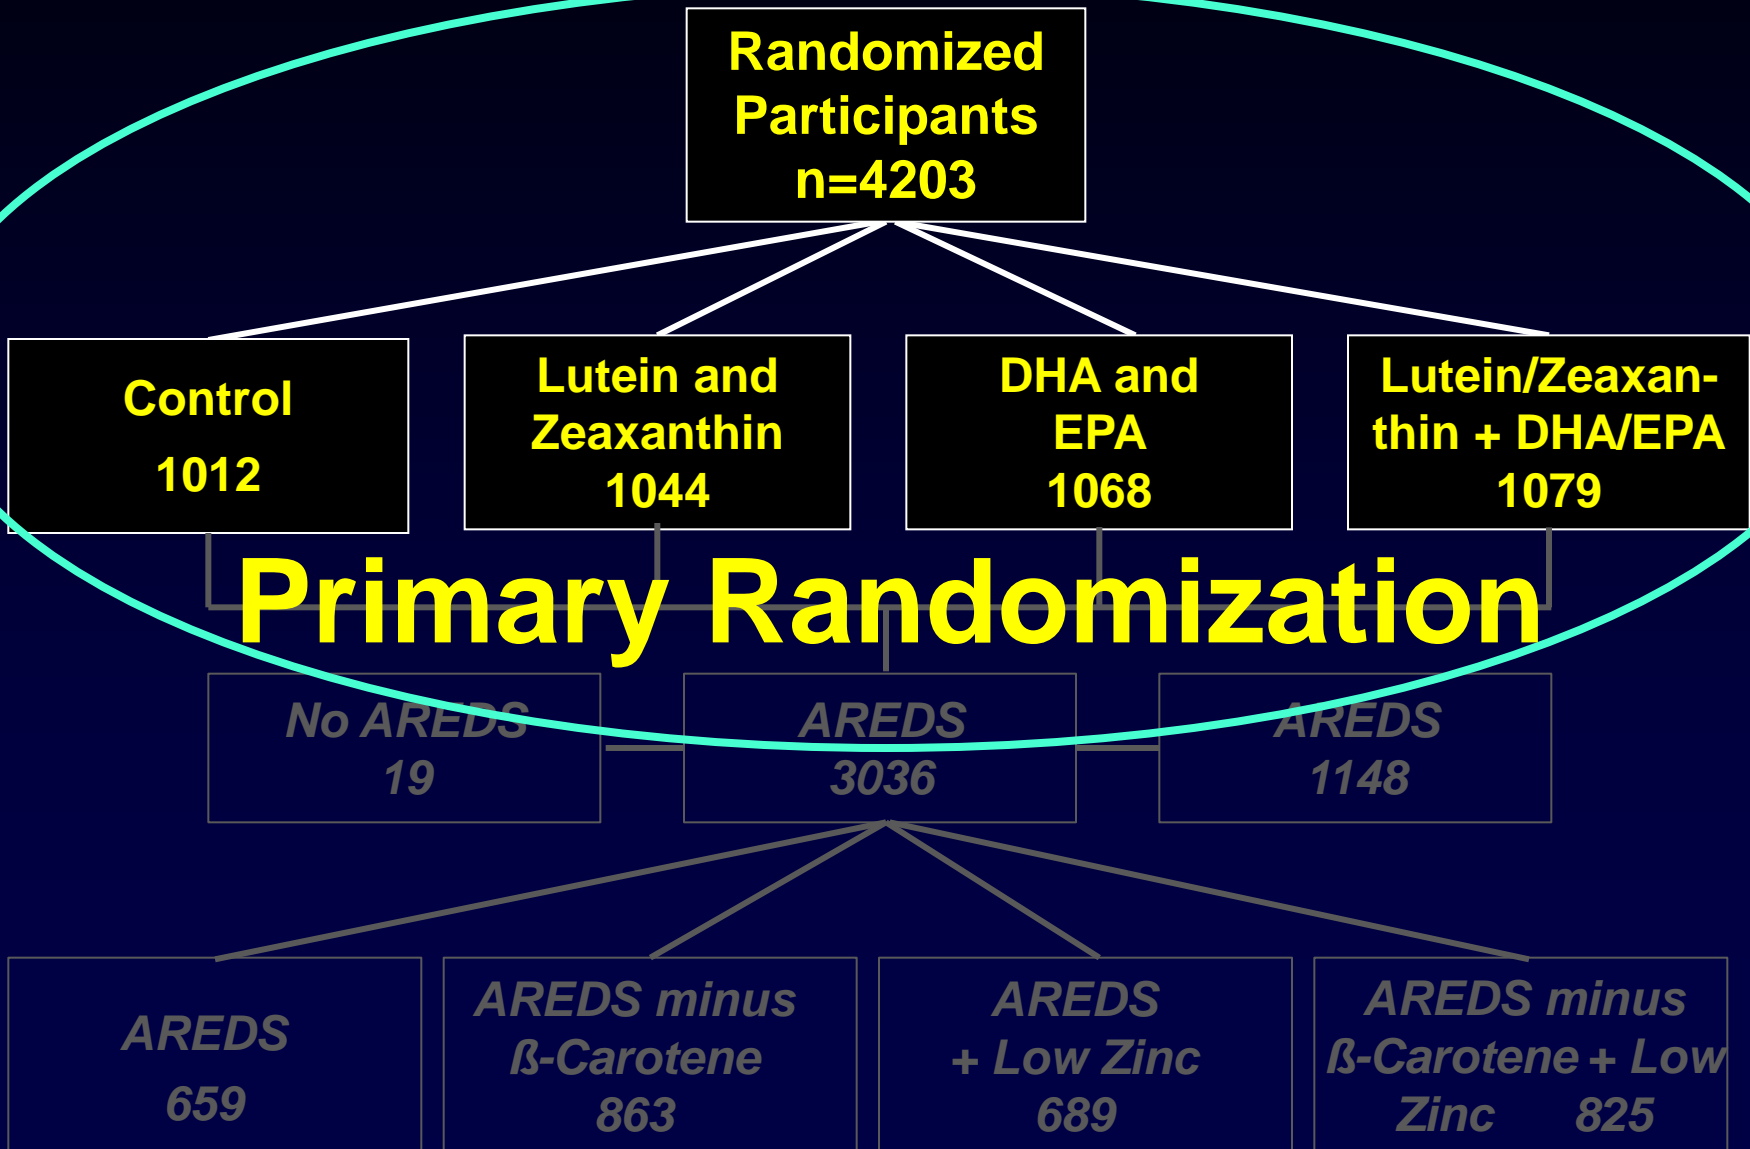 Randomized
Participants
n=4203
Control
1012
Lutein and
Zeaxanthin
1044
DHA and
EPA
1068
Lutein/Zeaxan-
thin + DHA/EPA
1079
Primary Randomization
No AREDS
19
AREDS
3036
AREDS
1148
AREDS
659
AREDS minus
ß-Carotene
863
AREDS
+ Low Zinc
689
AREDS minus
ß-Carotene + Low
Zinc 825